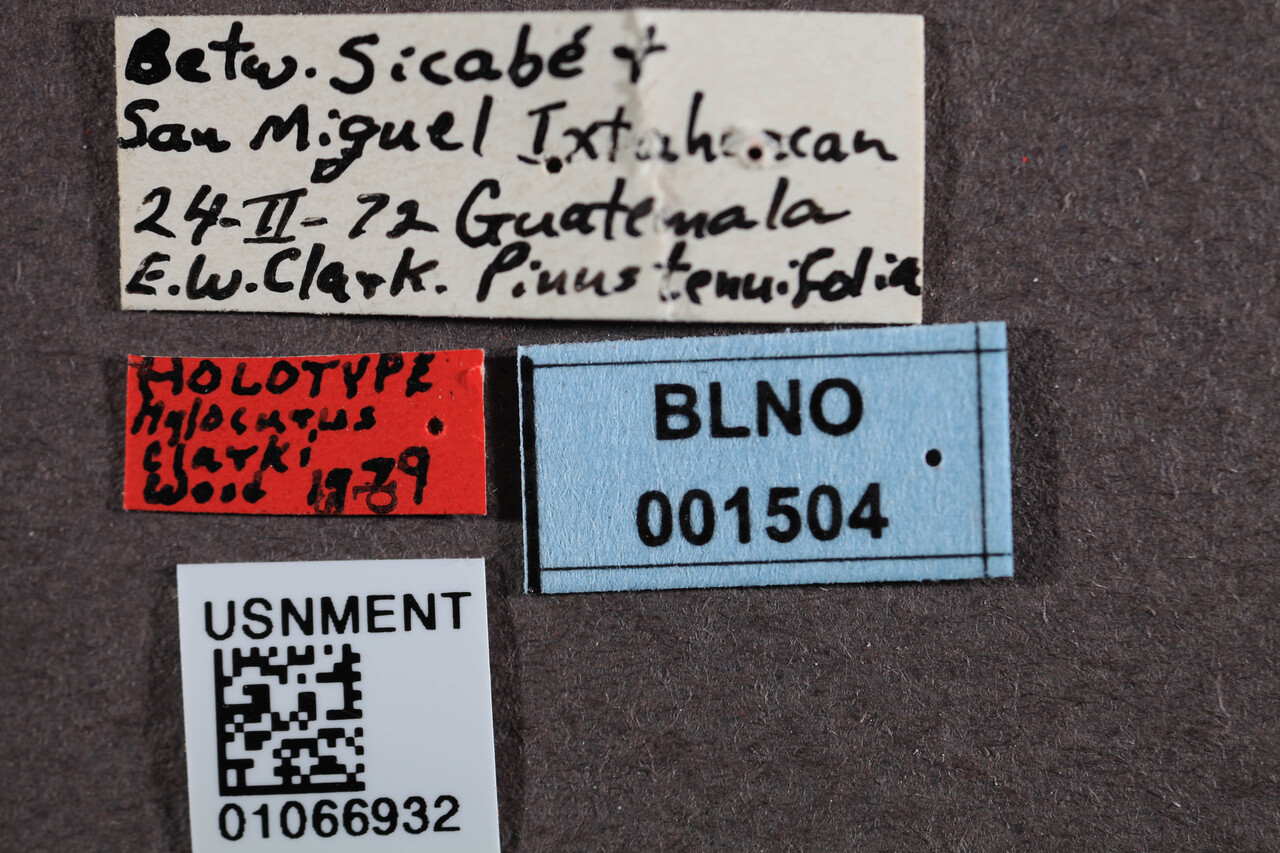 Betw. Sicabé &
San Miguel Ixtahuacan
24-II-72 Guatemala
E.W.Clark. Pinus tenuifolia
HOLOTYPE
Hylocurus
clarki
Wood 1979
BLNO
001504
USNMENT
01066932